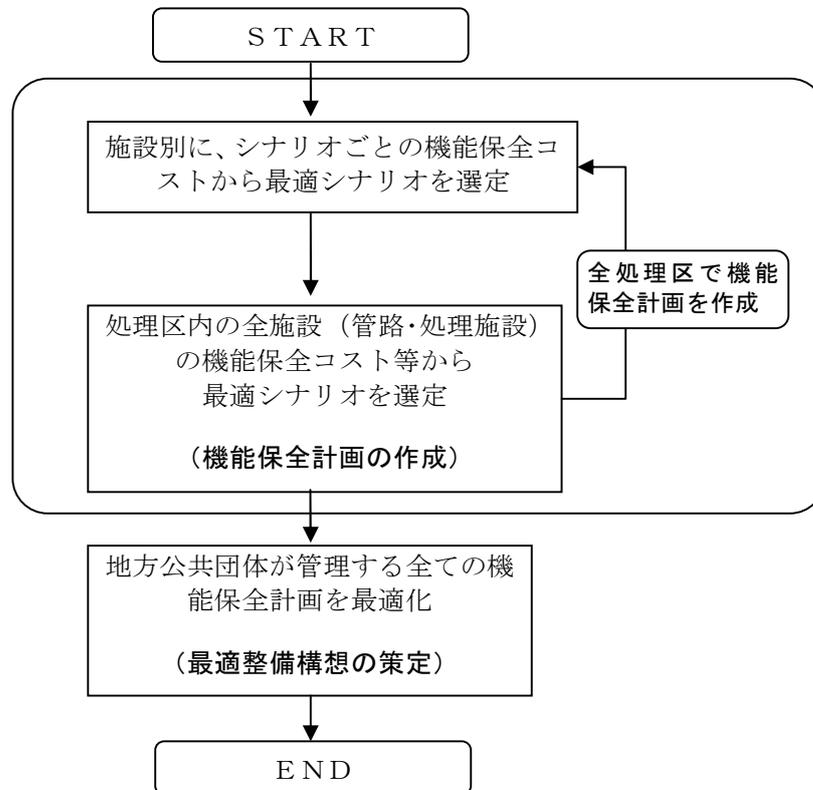 ＳＴＡＲＴ
施設別に、シナリオごとの機能保全コ
ストから最適シナリオを選定
全処理区で機能
保全計画を作成
処理区内の全施設（管路・処理施設）
の機能保全コスト等から
最適シナリオを選定
（機能保全計画の作成）
地方公共団体が管理する全ての機
能保全計画を最適化
（最適整備構想の策定）
ＥＮＤ